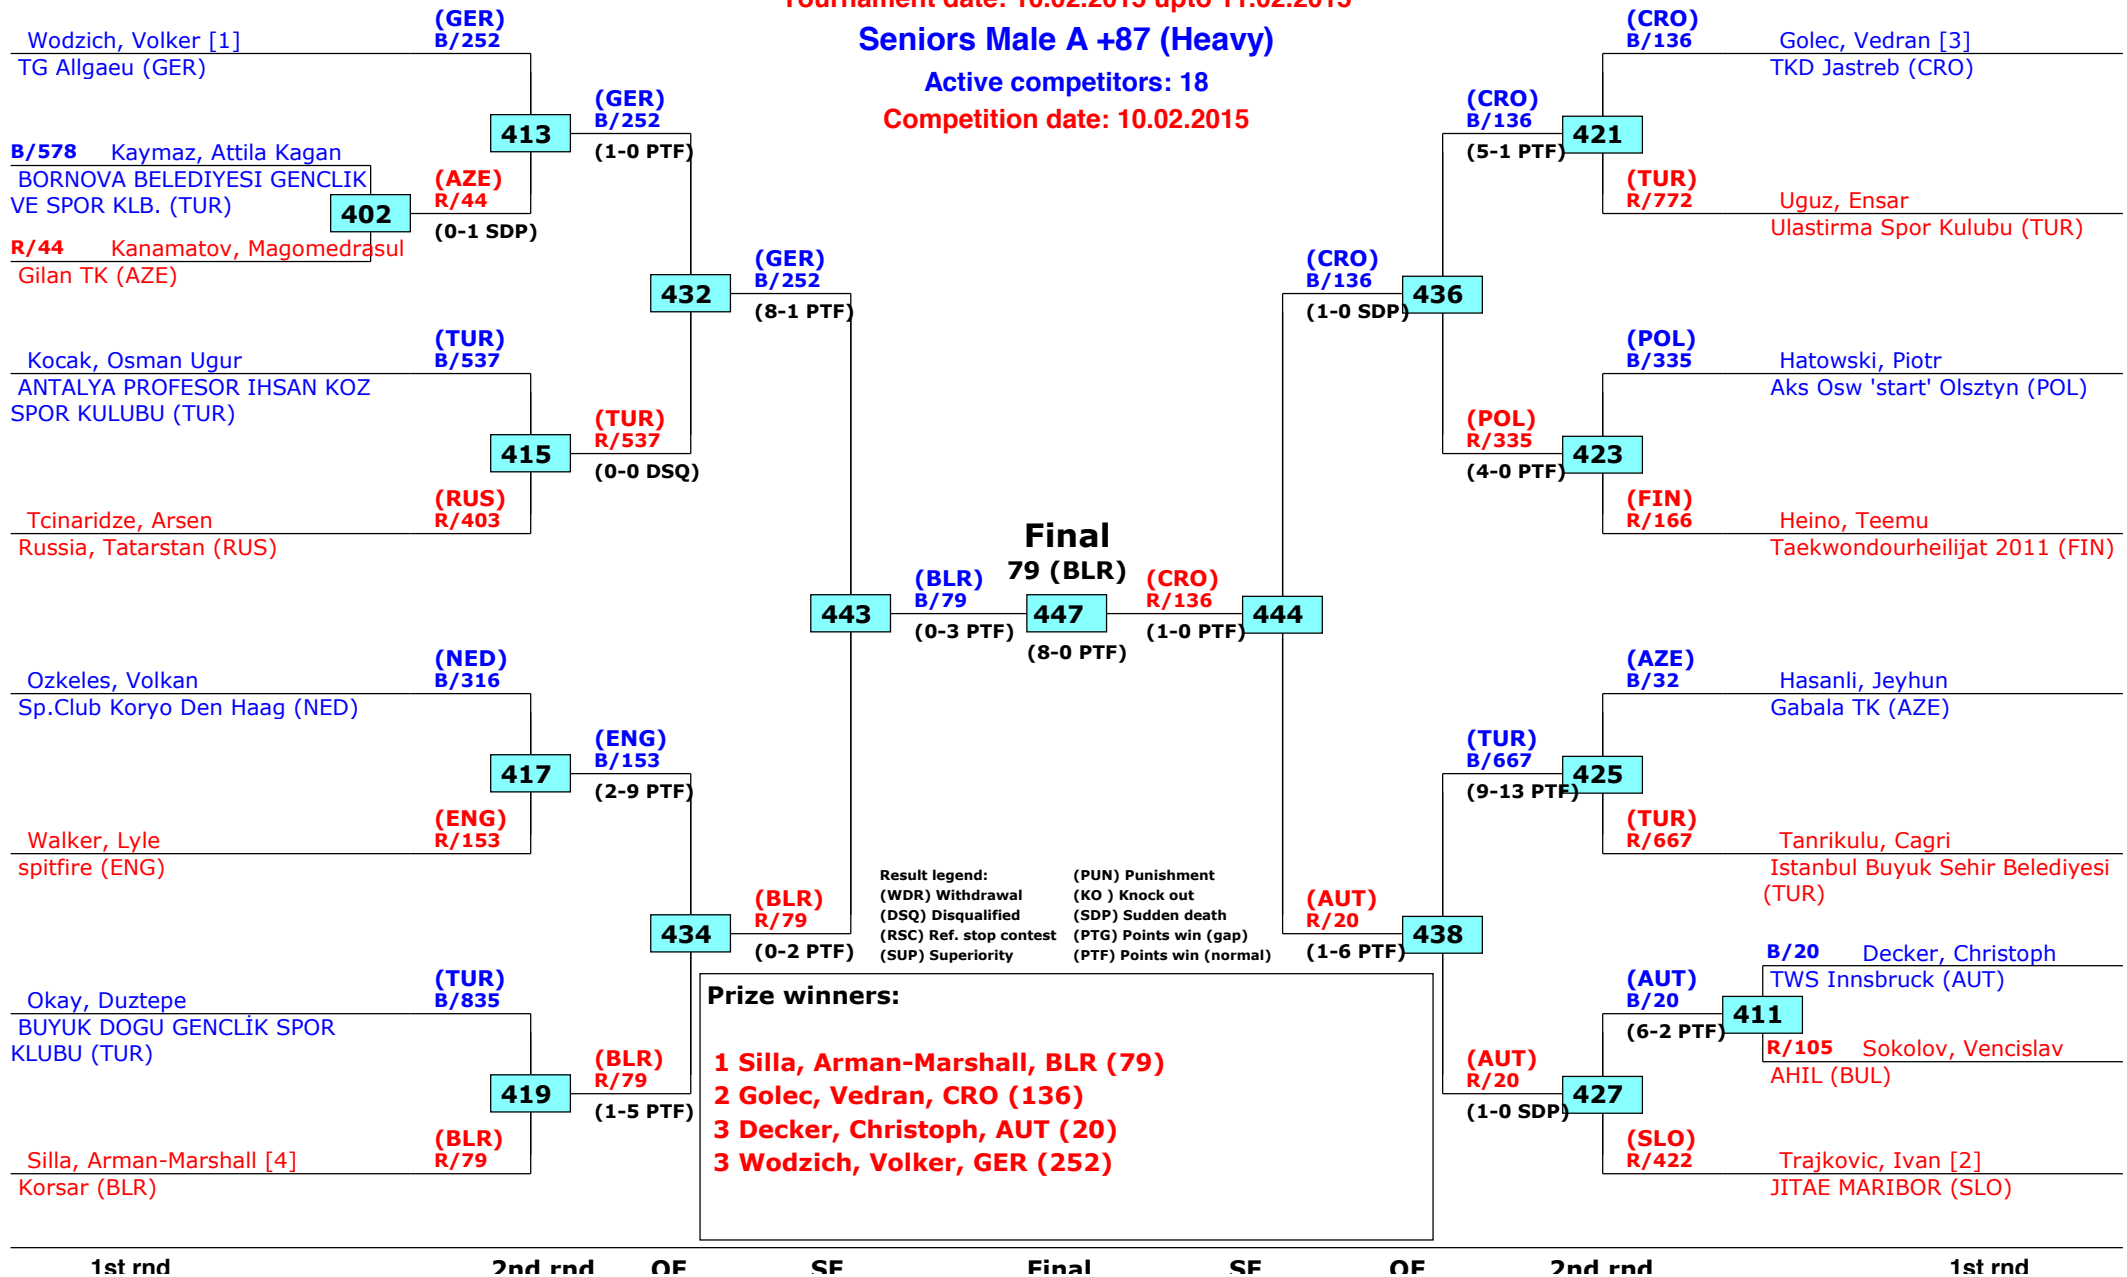 Tournament date: 10.02.2015 upto 11.02.2015
Seniors Male A +87 (Heavy)
Active competitors: 18
Competition date: 10.02.2015
Wodzich, Volker [1]
(GER)
B/252
TG Allgaeu (GER)
413
(GER)
B/252
(1-0 PTF)
B/578 Kaymaz, Attila Kagan
BORNOVA BELEDIYESI GENCLIK
VE SPOR KLB. (TUR)
402
(AZE)
R/44
(0-1 SDP)
R/44 Kanamatov, Magomedrasul
Gilan TK (AZE)
432
(GER)
B/252
(8-1 PTF)
Kocak, Osman Ugur
(TUR)
B/537
ANTALYA PROFESOR IHSAN KOZ
SPOR KULUBU (TUR)
415
(TUR)
R/537
(0-0 DSQ)
Tcinaridze, Arsen
(RUS)
R/403
Russia, Tatarstan (RUS)
443
(BLR)
B/79
(0-3 PTF)
Ozkeles, Volkan
(NED)
B/316
Sp.Club Koryo Den Haag (NED)
417
(ENG)
B/153
(2-9 PTF)
Walker, Lyle
(ENG)
R/153
spitfire (ENG)
434
(BLR)
R/79
(0-2 PTF)
Okay, Duztepe
(TUR)
B/835
BUYUK DOGU GENCLİK SPOR
KLUBU (TUR)
419
(BLR)
R/79
(1-5 PTF)
Silla, Arman-Marshall [4]
(BLR)
R/79
Korsar (BLR)
Final
79 (BLR)
447
(8-0 PTF)
(CRO)
R/136
(1-0 PTF)
444
(CRO)
B/136
Golec, Vedran [3]
TKD Jastreb (CRO)
(CRO)
B/136
(5-1 PTF)
421
(TUR)
R/772
Uguz, Ensar
Ulastirma Spor Kulubu (TUR)
(CRO)
B/136
(1-0 SDP)
436
(POL)
B/335
Hatowski, Piotr
Aks Osw 'start' Olsztyn (POL)
(POL)
R/335
(4-0 PTF)
423
(FIN)
R/166
Heino, Teemu
Taekwondourheilijat 2011 (FIN)
(AZE)
B/32
Hasanli, Jeyhun
Gabala TK (AZE)
(TUR)
B/667
(9-13 PTF)
425
(TUR)
R/667
Tanrikulu, Cagri
Istanbul Buyuk Sehir Belediyesi
(TUR)
(AUT)
R/20
(1-6 PTF)
438
B/20 Decker, Christoph
TWS Innsbruck (AUT)
(AUT)
B/20
(6-2 PTF)
411
R/105 Sokolov, Vencislav
AHIL (BUL)
(AUT)
R/20
(1-0 SDP)
427
(SLO)
R/422
Trajkovic, Ivan [2]
JITAE MARIBOR (SLO)
Result legend:
(WDR) Withdrawal
(DSQ) Disqualified
(RSC) Ref. stop contest
(SUP) Superiority
(PUN) Punishment
(KO ) Knock out
(SDP) Sudden death
(PTG) Points win (gap)
(PTF) Points win (normal)
Prize winners:
1 Silla, Arman-Marshall, BLR (79)
2 Golec, Vedran, CRO (136)
3 Decker, Christoph, AUT (20)
3 Wodzich, Volker, GER (252)
1st rnd 2nd rnd QF SF Final SF QF 2nd rnd 1st rnd